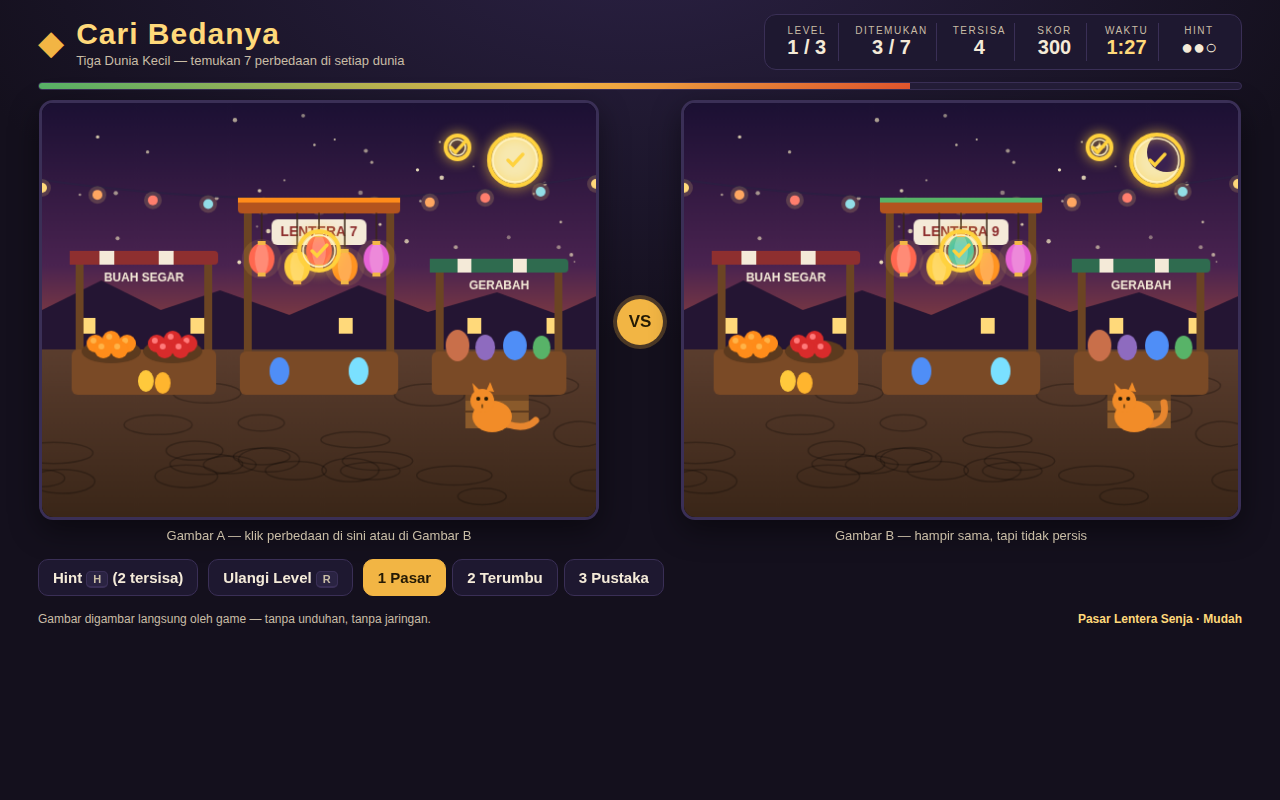 Cari Bedanya
Tiga Dunia Kecil — temukan 7 perbedaan di setiap dunia
LEVEL
1 / 3
DITEMUKAN
3 / 7
TERSISA
4
SKOR
300
WAKTU
1:27
HINT
LENTERA 7
BUAH SEGAR
GERABAH
VS
LENTERA 9
BUAH SEGAR
GERABAH
Gambar A — klik perbedaan di sini atau di Gambar B
Gambar B — hampir sama, tapi tidak persis
Hint H (2 tersisa)
Ulangi Level R
1 Pasar
2 Terumbu
3 Pustaka
Gambar digambar langsung oleh game — tanpa unduhan, tanpa jaringan.
Pasar Lentera Senja · Mudah